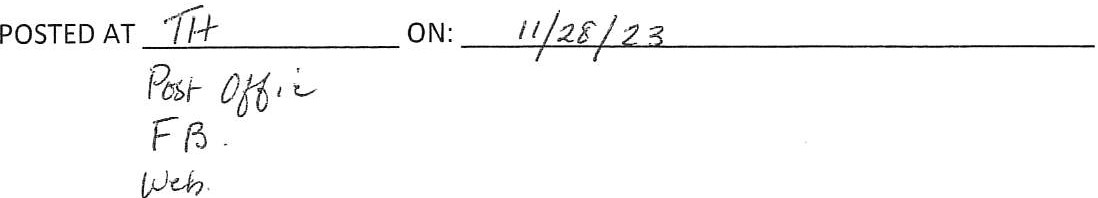 POSTED AT TH ON: 11/28/23
Post Offic
FB.
Web.